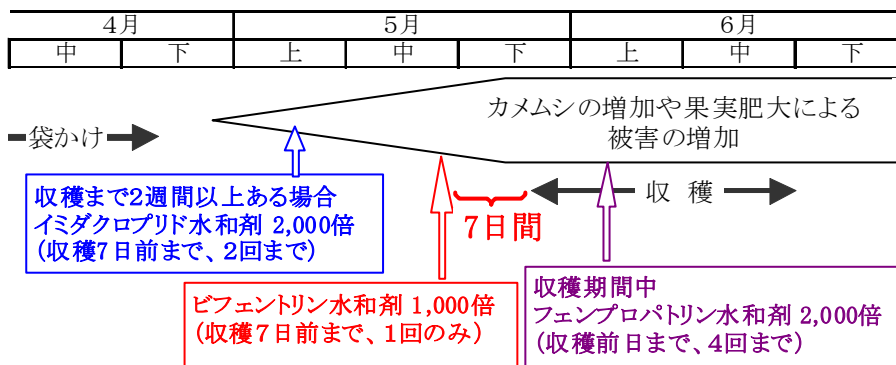 4月 5月 6月
中 下 上 中 下 上 中 下
カメムシの増加や果実肥大による
被害の増加
袋かけ
収 穫
7日間
収穫まで2週間以上ある場合
イミダクロプリド水和剤 2,000倍
(収穫7日前まで、2回まで)
ビフェントリン水和剤 1,000倍
(収穫7日前まで、1回のみ)
収穫期間中
フェンプロパトリン水和剤 2,000倍
(収穫前日まで、4回まで)